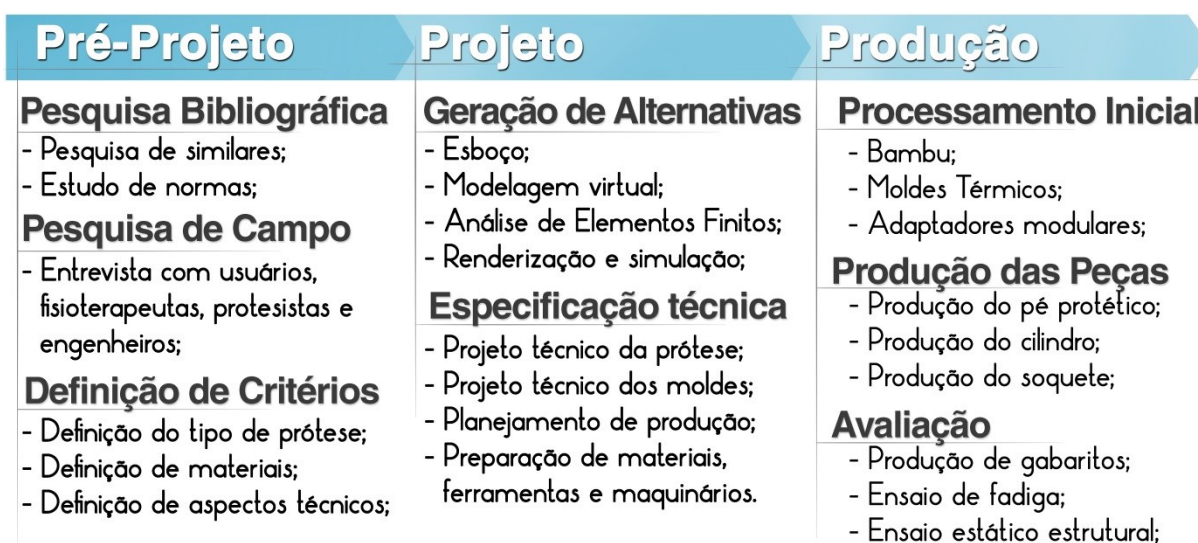 Pré-Projeto
Pesquisa Bibliográfica
- Pesquisa de similares;
- Estudo de normas;
Pesquisa de Campo
- Entrevista com usuários,
fisioterapeutas, protesistas e
engenheiros;
Definição de Critérios
- Definição do tipo de prótese;
- Definição de materiais;
- Definição de aspectos técnicos;
Projeto
Geração de Alternativas
- Esboço;
- Modelagem virtual;
- Análise de Elementos Finitos;
- Renderização e simulação;
Especificação técnica
- Projeto técnico da prótese;
- Projeto técnico dos moldes;
- Planejamento de produção;
- Preparação de materiais,
ferramentas e maquinários.
Produção
Processamento Inicial
- Bambu;
- Moldes Térmicos;
- Adaptadores modulares;
Produção das Peças
- Produção do pé protético;
- Produção do cilindro;
- Produção do soquete;
Avaliação
- Produção de gabaritos;
- Ensaio de fadiga;
- Ensaio estático estrutural;